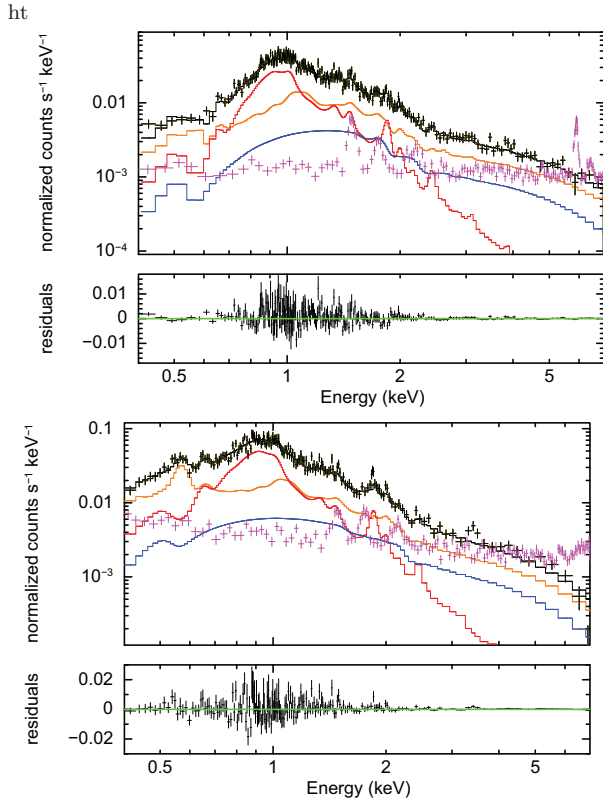 ht
normalized counts s⁻¹ keV⁻¹
0.01
10⁻³
10⁻⁴
residuals
0.01
0
−0.01
0.5 1 2 5
Energy (keV)
normalized counts s⁻¹ keV⁻¹
0.1
0.01
10⁻³
residuals
0.02
0
−0.02
0.5 1 2 5
Energy (keV)